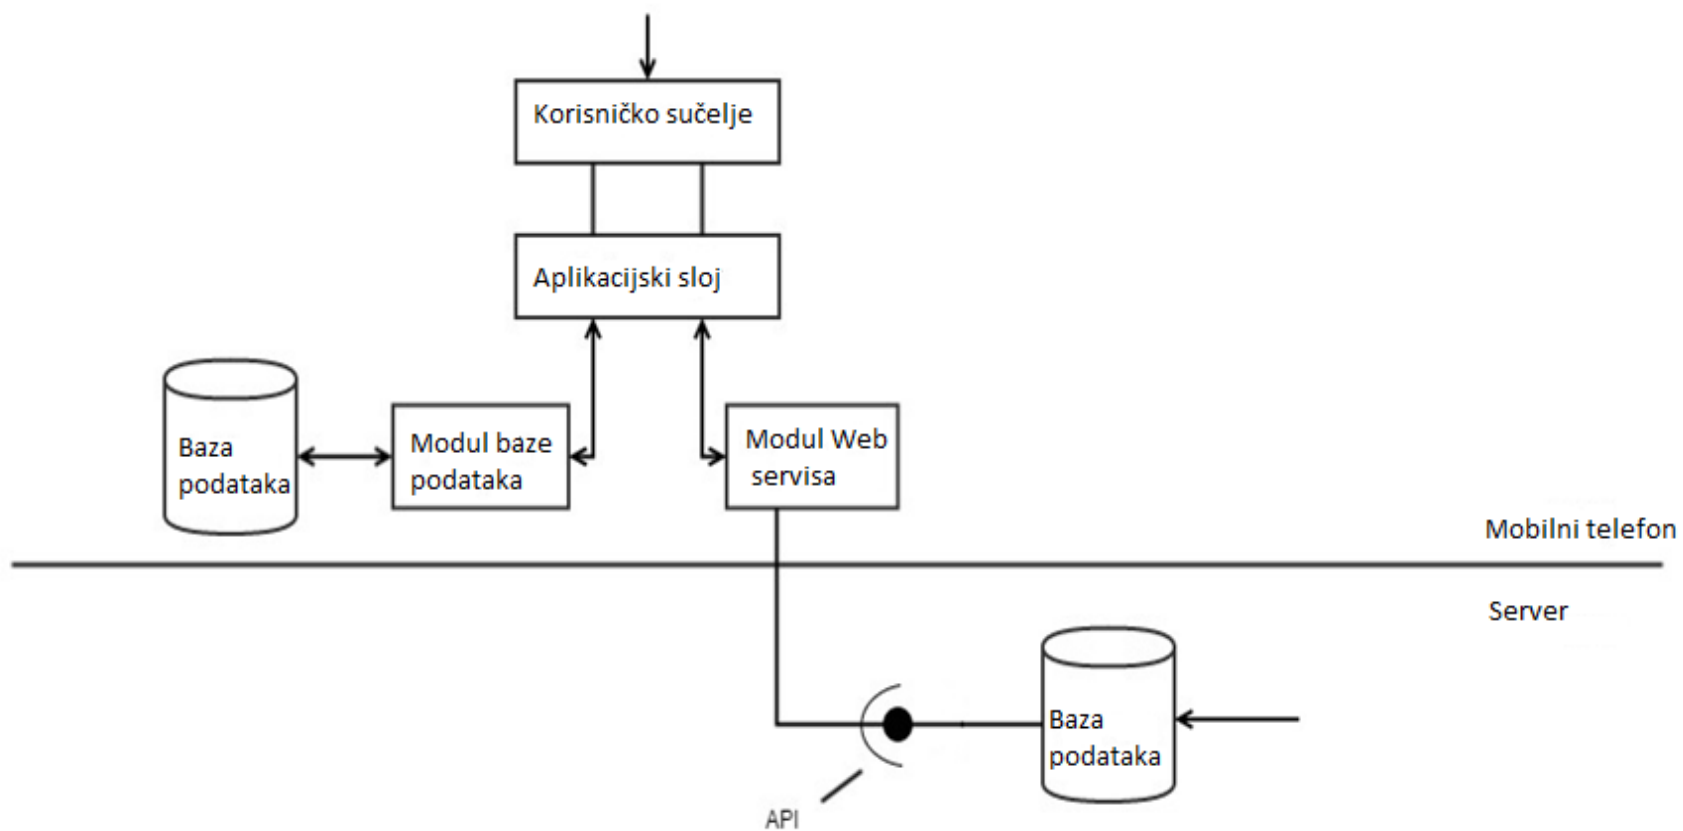 Korisničko sučelje
Aplikacijski sloj
Baza
podataka
Modul baze
podataka
Modul Web
servisa
Mobilni telefon
Server
Baza
podataka
API